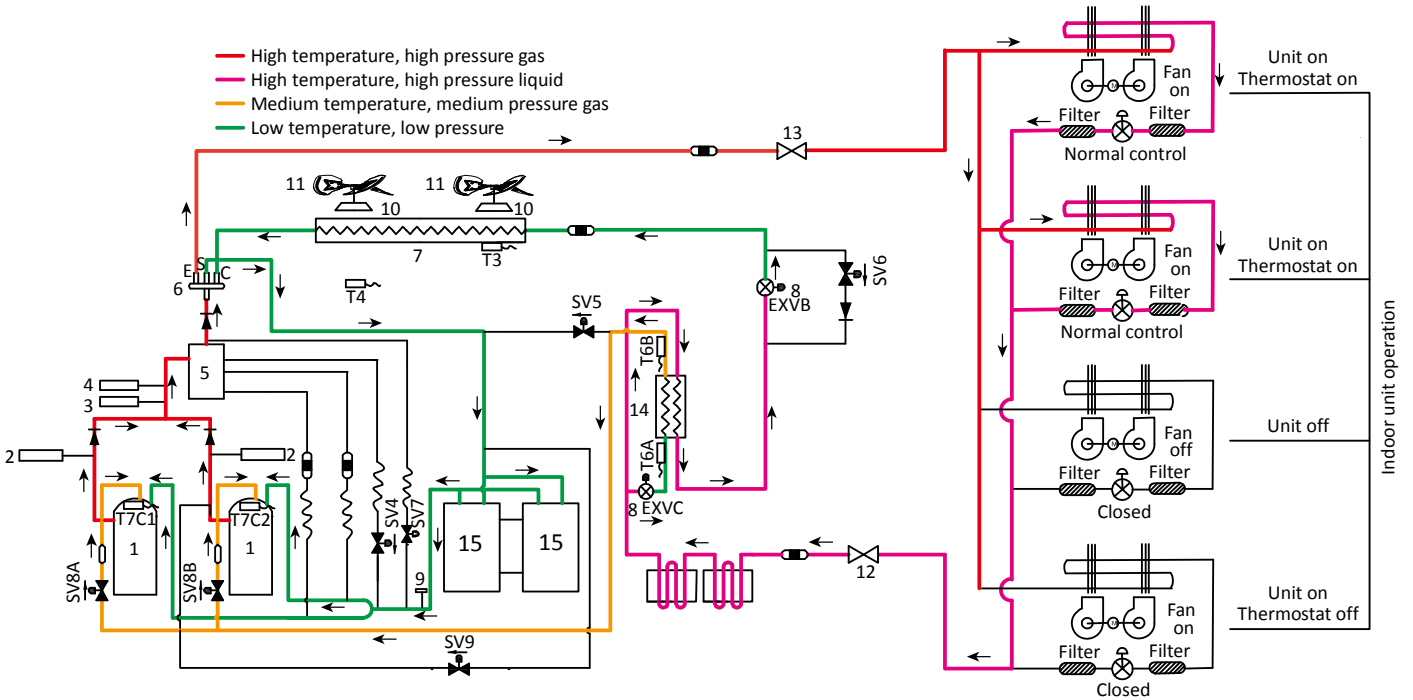 High temperature, high pressure gas
High temperature, high pressure liquid
Medium temperature, medium pressure gas
Low temperature, low pressure
13
11
11
10
10
7
T3
T4
E
S
C
6
5
4
3
2
2
T7C1
T7C2
1
1
SV8A
SV8B
SV9
SV4
SV7
9
15
15
SV5
T6B
14
T6A
8
EXVC
8
EXVB
SV6
12
Fan
on
Filter
Filter
M
Normal control
Unit on
Thermostat on
Fan
on
Filter
Filter
M
Normal control
Unit on
Thermostat on
Fan
off
Filter
Filter
M
Closed
Unit off
Fan
on
Filter
Filter
M
Closed
Unit on
Thermostat off
Indoor unit operation